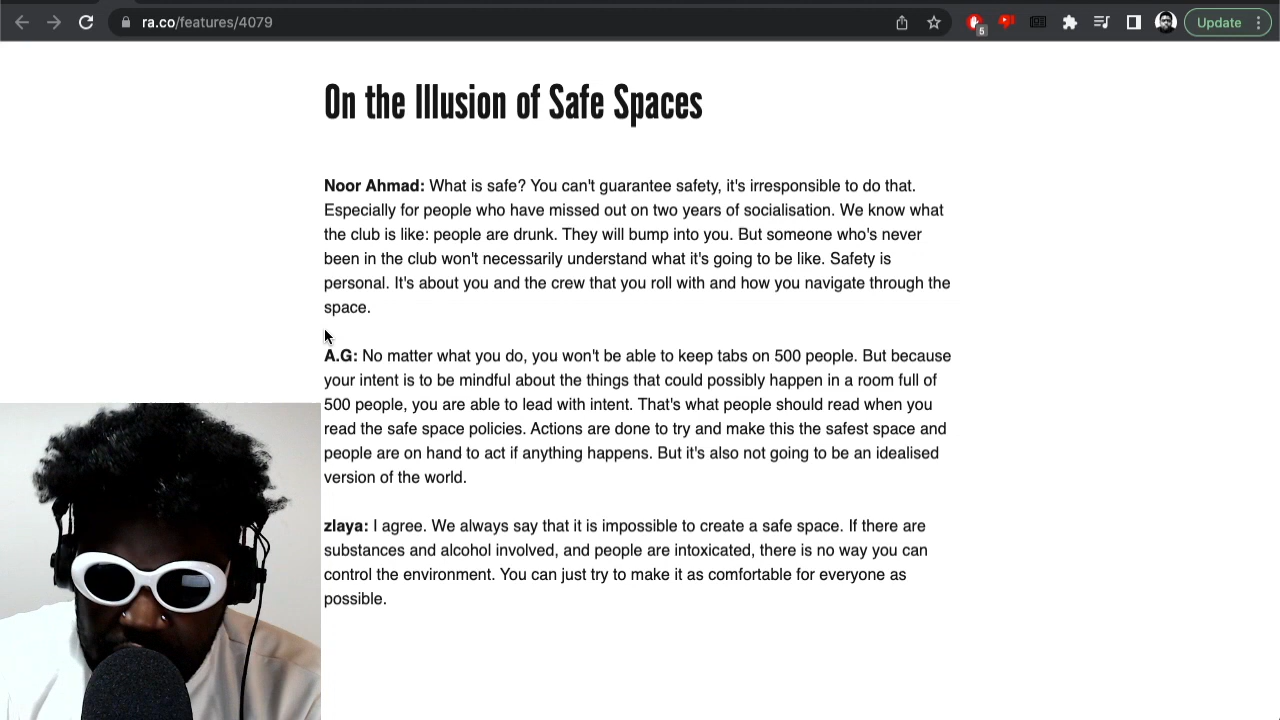 ra.co/features/4079
5
Update
On the Illusion of Safe Spaces
Noor Ahmad: What is safe? You can't guarantee safety, it's irresponsible to do that.
Especially for people who have missed out on two years of socialisation. We know what
the club is like: people are drunk. They will bump into you. But someone who's never
been in the club won't necessarily understand what it's going to be like. Safety is
personal. It's about you and the crew that you roll with and how you navigate through the
space.
A.G: No matter what you do, you won't be able to keep tabs on 500 people. But because
your intent is to be mindful about the things that could possibly happen in a room full of
500 people, you are able to lead with intent. That's what people should read when you
read the safe space policies. Actions are done to try and make this the safest space and
people are on hand to act if anything happens. But it's also not going to be an idealised
version of the world.
zlaya: I agree. We always say that it is impossible to create a safe space. If there are
substances and alcohol involved, and people are intoxicated, there is no way you can
control the environment. You can just try to make it as comfortable for everyone as
possible.